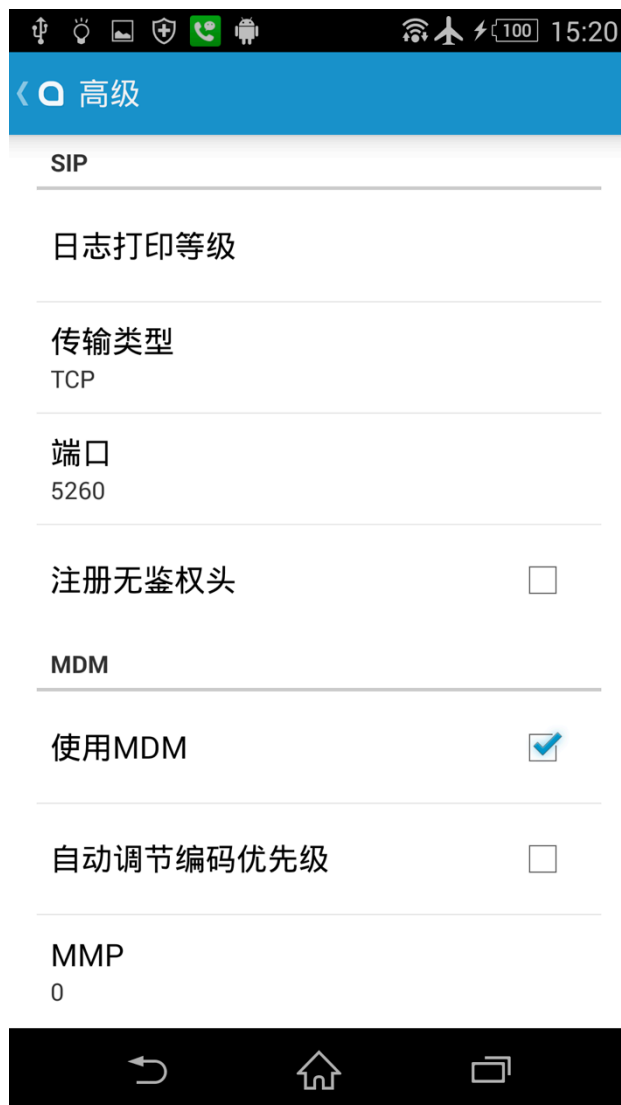 100 15:20
高级
SIP
日志打印等级
传输类型
TCP
端口
5260
注册无鉴权头
MDM
使用MDM
自动调节编码优先级
MMP
0